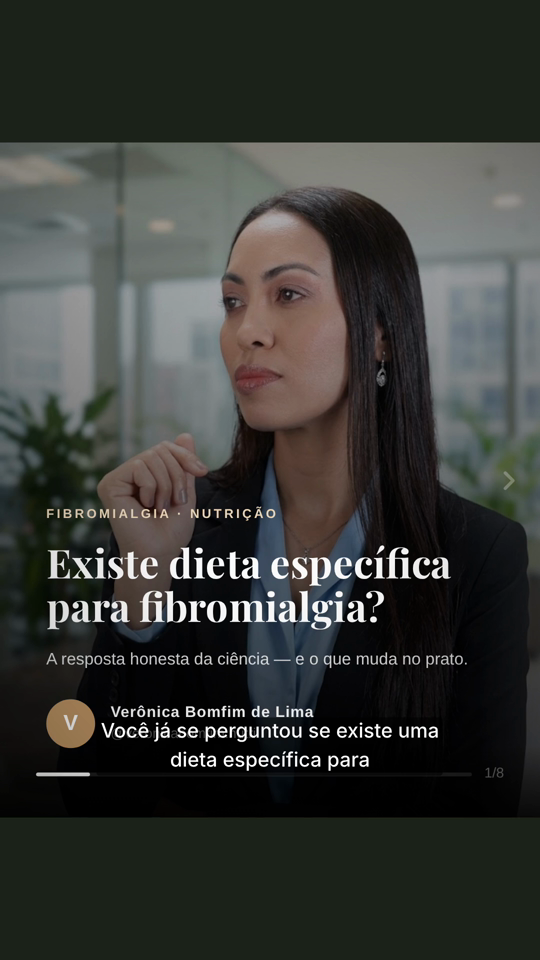 FIBROMIALGIA · NUTRIÇÃO
Existe dieta específica
para fibromialgia?
A resposta honesta da ciência — e o que muda no prato.
V
Verônica Bomfim de Lima
Você já se perguntou se existe uma
dieta específica para
1/8